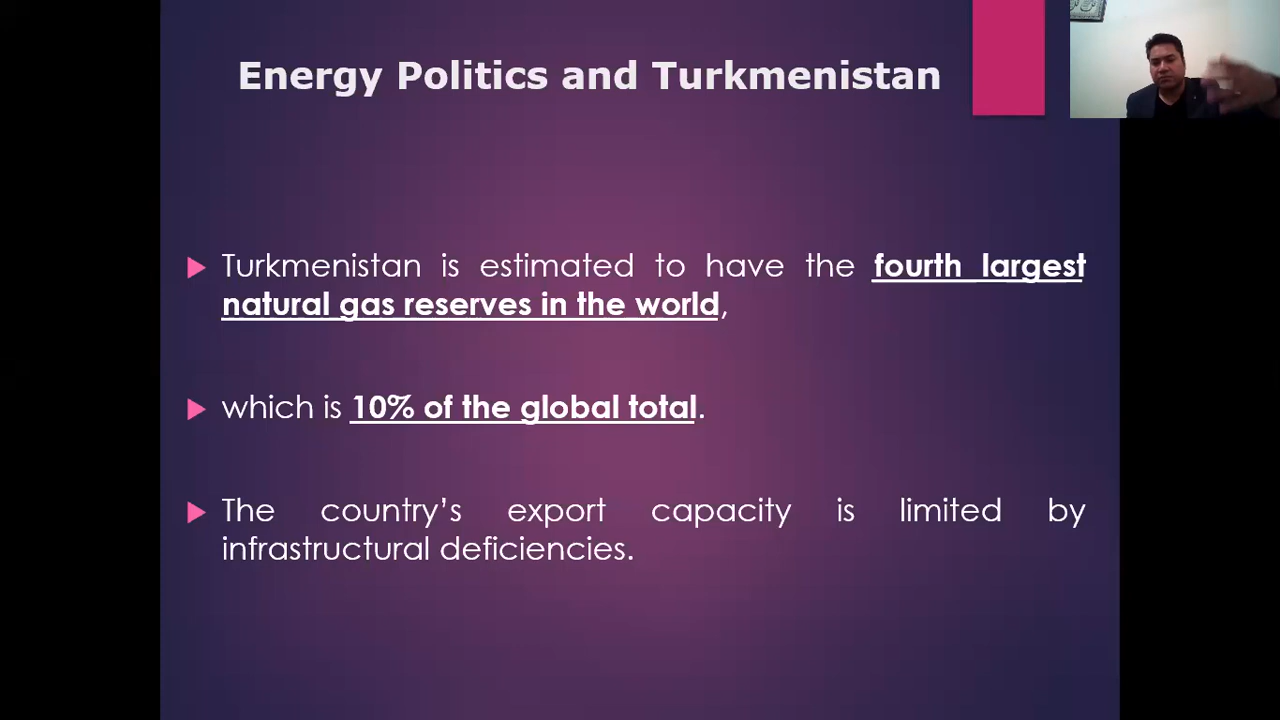 Energy Politics and Turkmenistan
Turkmenistan is estimated to have the fourth largest
natural gas reserves in the world,
which is 10% of the global total.
The country’s export capacity is limited by
infrastructural deficiencies.